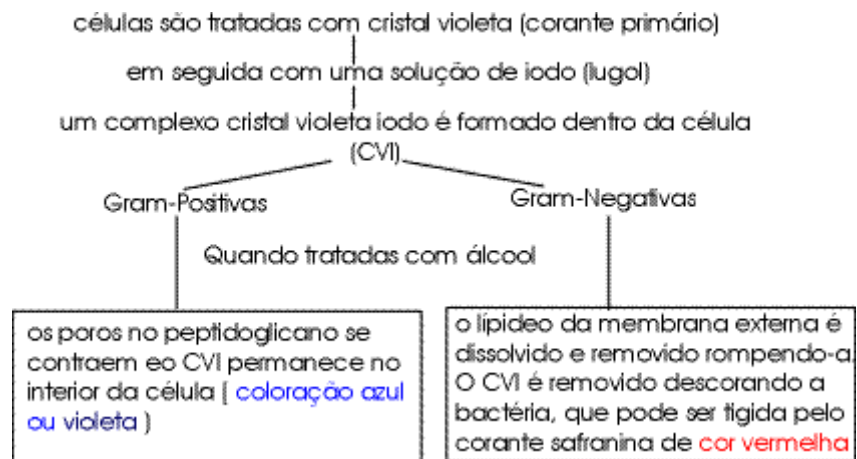 células são tratadas com cristal violeta (corante primário)
em seguida com uma solução de iodo (lugol)
um complexo cristal violeta iodo é formado dentro da célula
(CVI)
Gram-Positivas
Gram-Negativas
Quando tratadas com álcool
os poros no peptidoglicano se
contraem eo CVI permanece no
interior da célula ( coloração azul
ou violeta )
o lípideo da membrana externa é
dissolvido e removido rompendo-a.
O CVI é removido descorando a
bactéria, que pode ser tigida pelo
corante safranina de cor vermelha